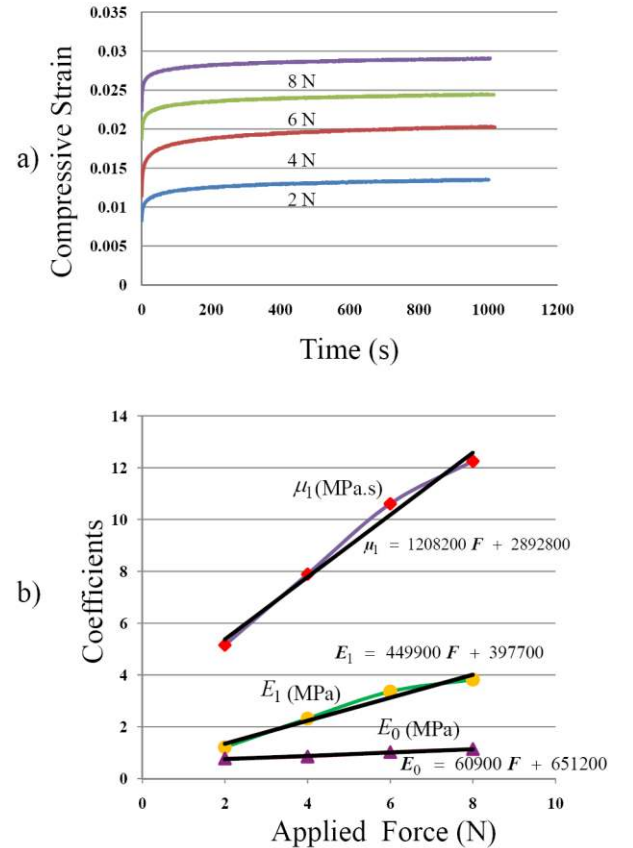 a)
Compressive Strain
0.035
0.03
0.025
0.02
0.015
0.01
0.005
0
8 N
6 N
4 N
2 N
0 200 400 600 800 1000 1200
Time (s)
b)
Coefficients
14
12
10
8
6
4
2
0
μ₁(MPa.s)
μ₁ = 1208200 F + 2892800
E₁ = 449900 F + 397700
E₁ (MPa)
E₀ (MPa)
E₀ = 60900 F + 651200
0 2 4 6 8 10
Applied Force (N)